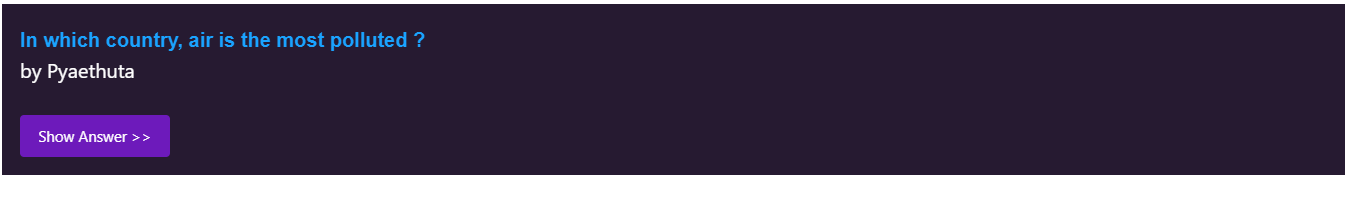 In which country, air is the most polluted ?
by Pyaethuta
Show Answer >>